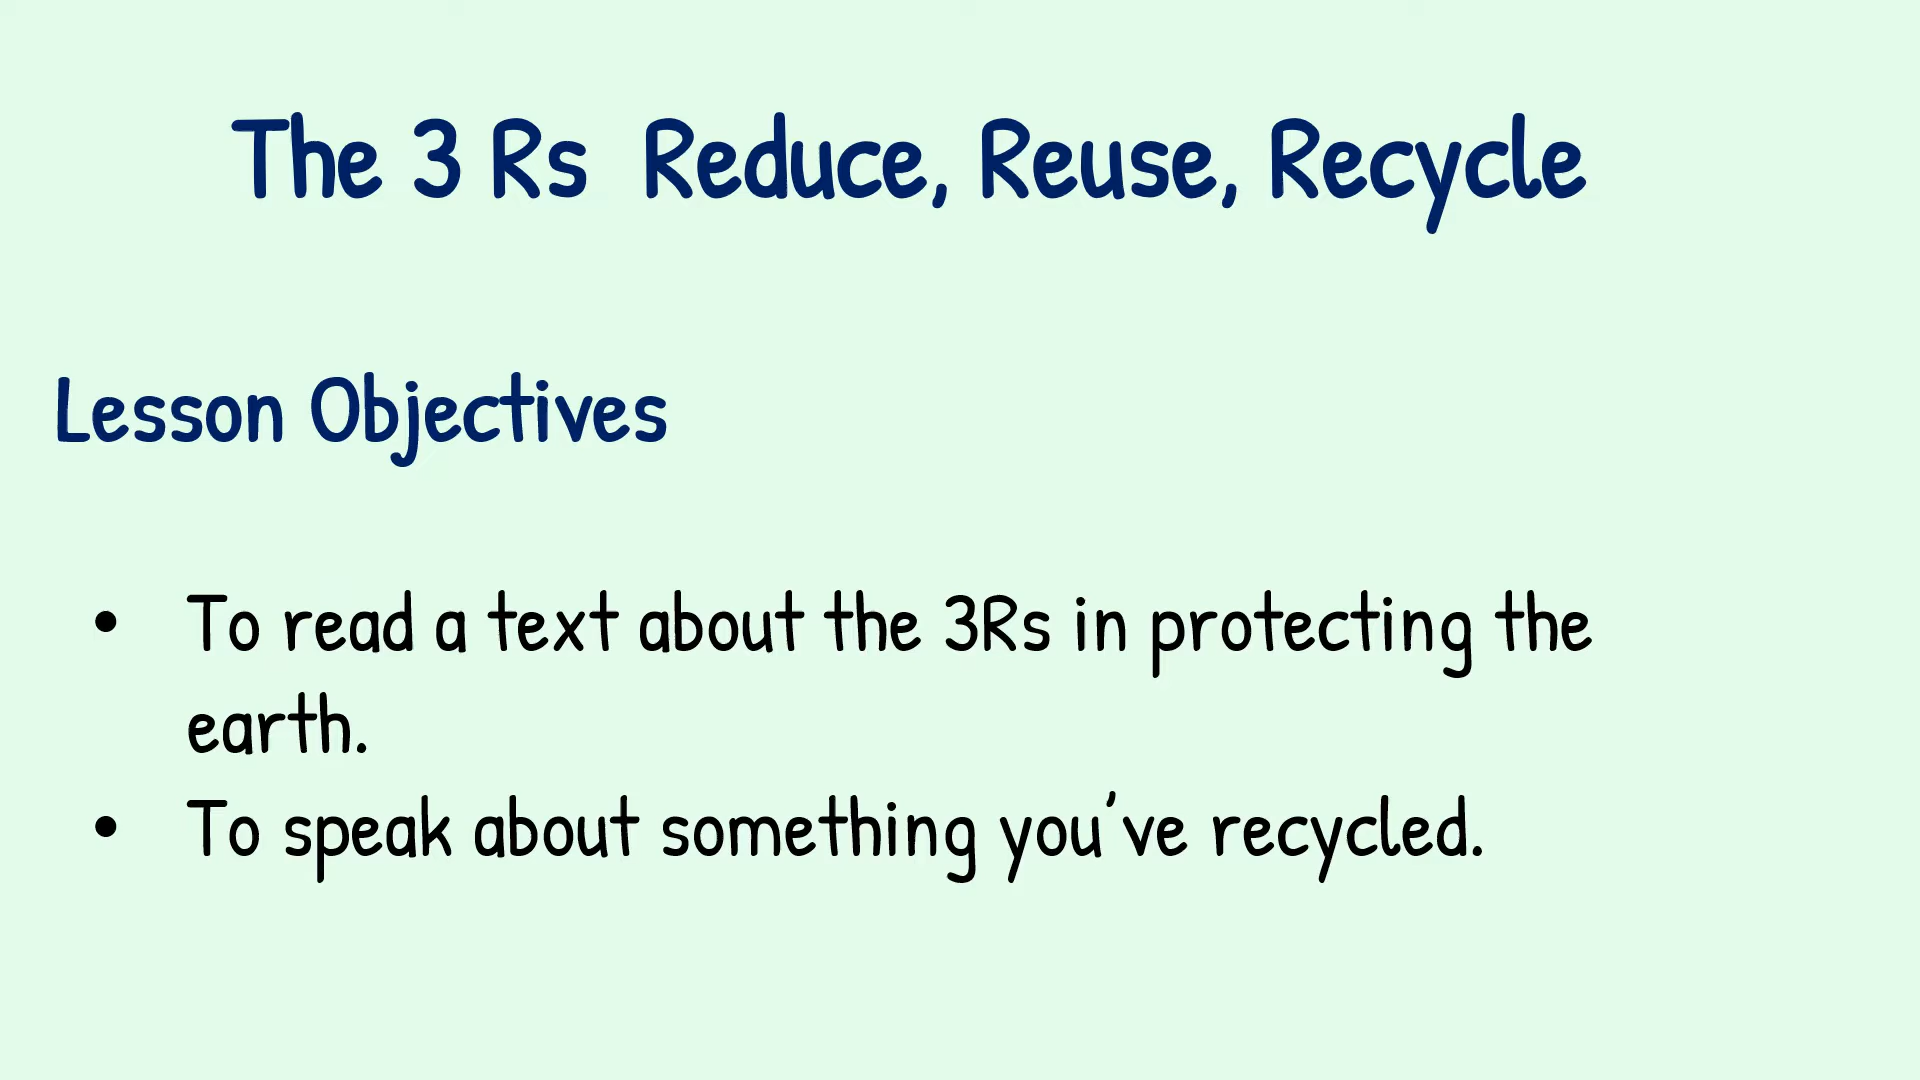 The 3 Rs  Reduce, Reuse, Recycle
Lesson Objectives
• To read a text about the 3Rs in protecting the
earth.
• To speak about something you've recycled.